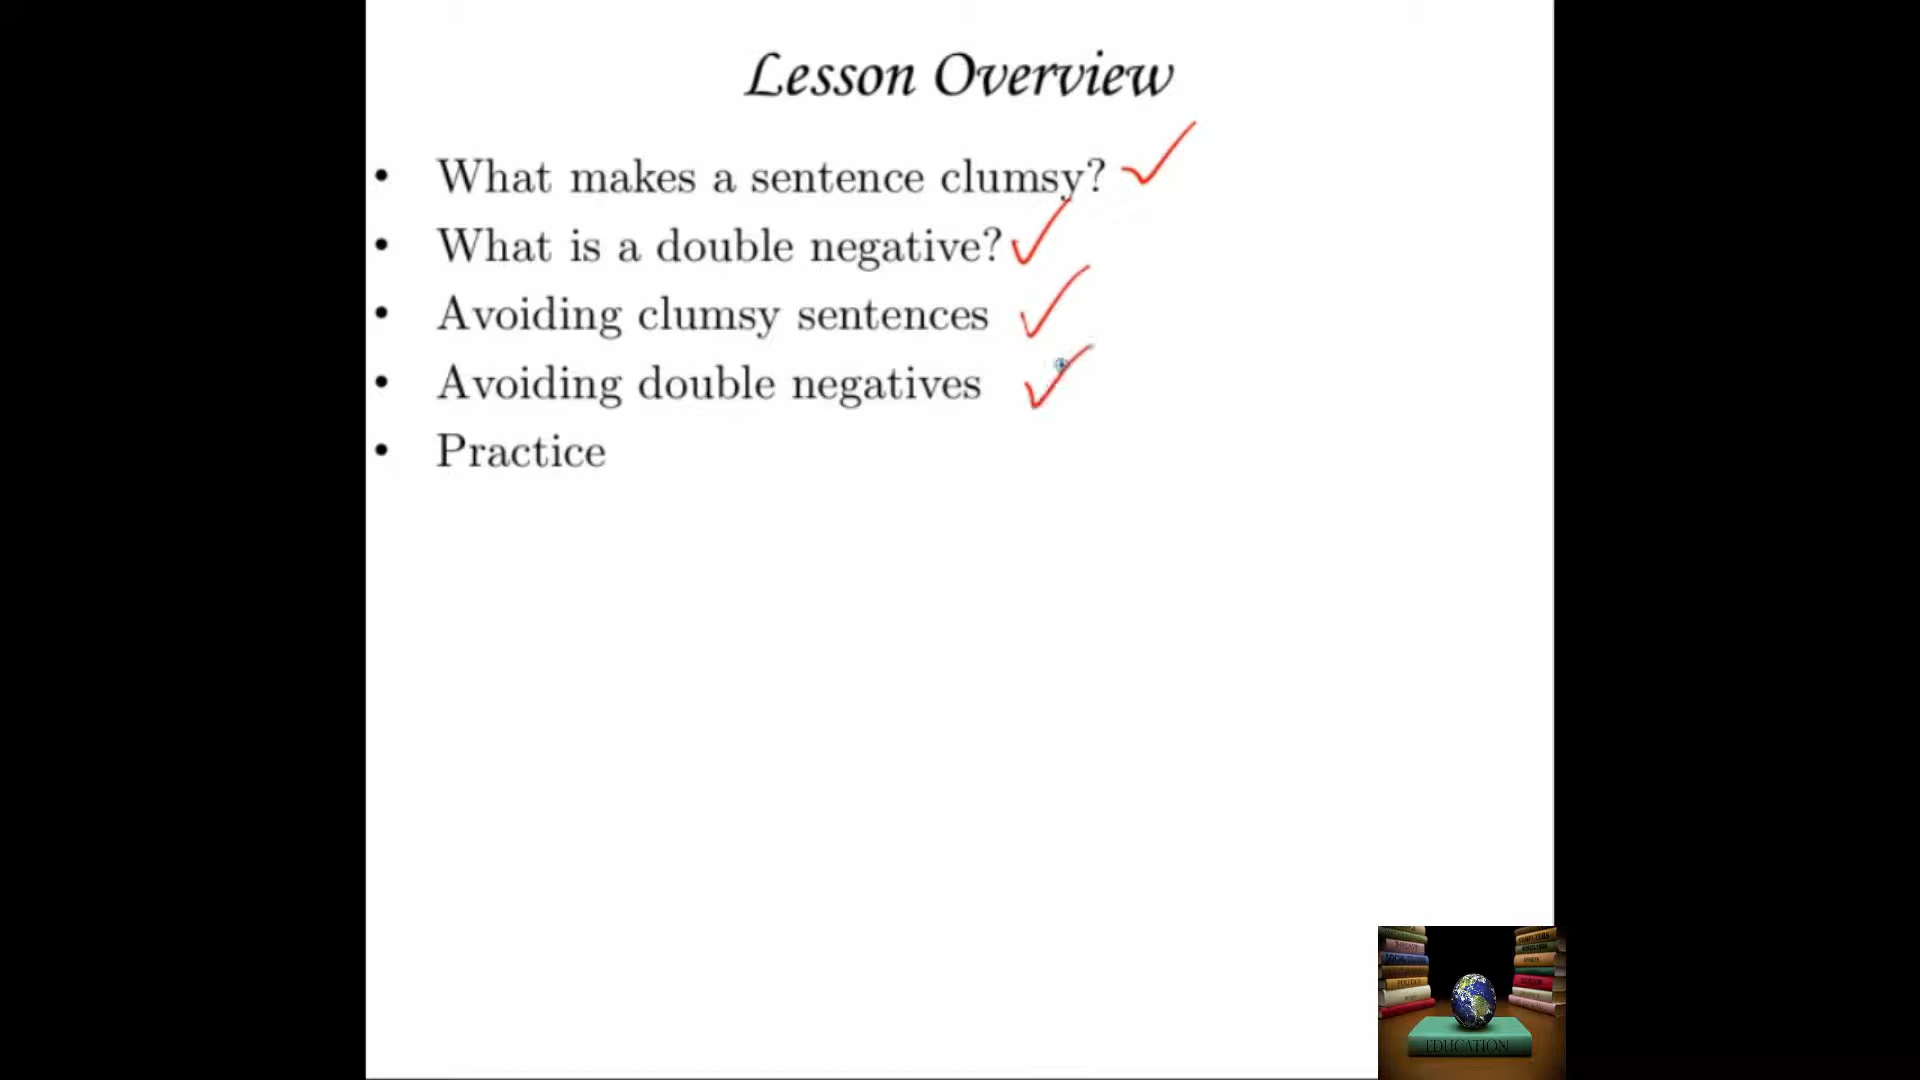 Lesson Overview
• What makes a sentence clumsy?
• What is a double negative?
• Avoiding clumsy sentences
• Avoiding double negatives
• Practice
EDUCATION